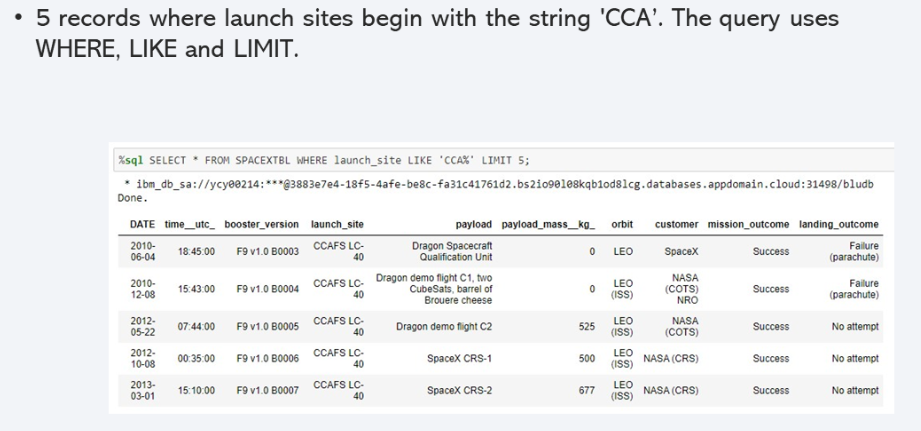 • 5 records where launch sites begin with the string 'CCA’. The query uses
WHERE, LIKE and LIMIT.
%sql SELECT * FROM SPACEXTBL WHERE launch_site LIKE 'CCA%' LIMIT 5;
* ibm_db_sa://ycy00214:***@3883e7e4-18f5-4afe-be8c-fa31c41761d2.bs2io90l08kqb1od8lcg.databases.appdomain.cloud:31498/bludb
Done.
DATE time__utc_ booster_version launch_site payload payload_mass__kg_ orbit customer mission_outcome landing_outcome
2010-06-04 18:45:00 F9 v1.0 B0003 CCAFS LC-40 Dragon Spacecraft Qualification Unit 0 LEO SpaceX Success Failure (parachute)
2010-12-08 15:43:00 F9 v1.0 B0004 CCAFS LC-40 Dragon demo flight C1, two CubeSats, barrel of Brouere cheese 0 LEO (ISS) NASA (COTS) NRO Success Failure (parachute)
2012-05-22 07:44:00 F9 v1.0 B0005 CCAFS LC-40 Dragon demo flight C2 525 LEO (ISS) NASA (COTS) Success No attempt
2012-10-08 00:35:00 F9 v1.0 B0006 CCAFS LC-40 SpaceX CRS-1 500 LEO (ISS) NASA (CRS) Success No attempt
2013-03-01 15:10:00 F9 v1.0 B0007 CCAFS LC-40 SpaceX CRS-2 677 LEO (ISS) NASA (CRS) Success No attempt